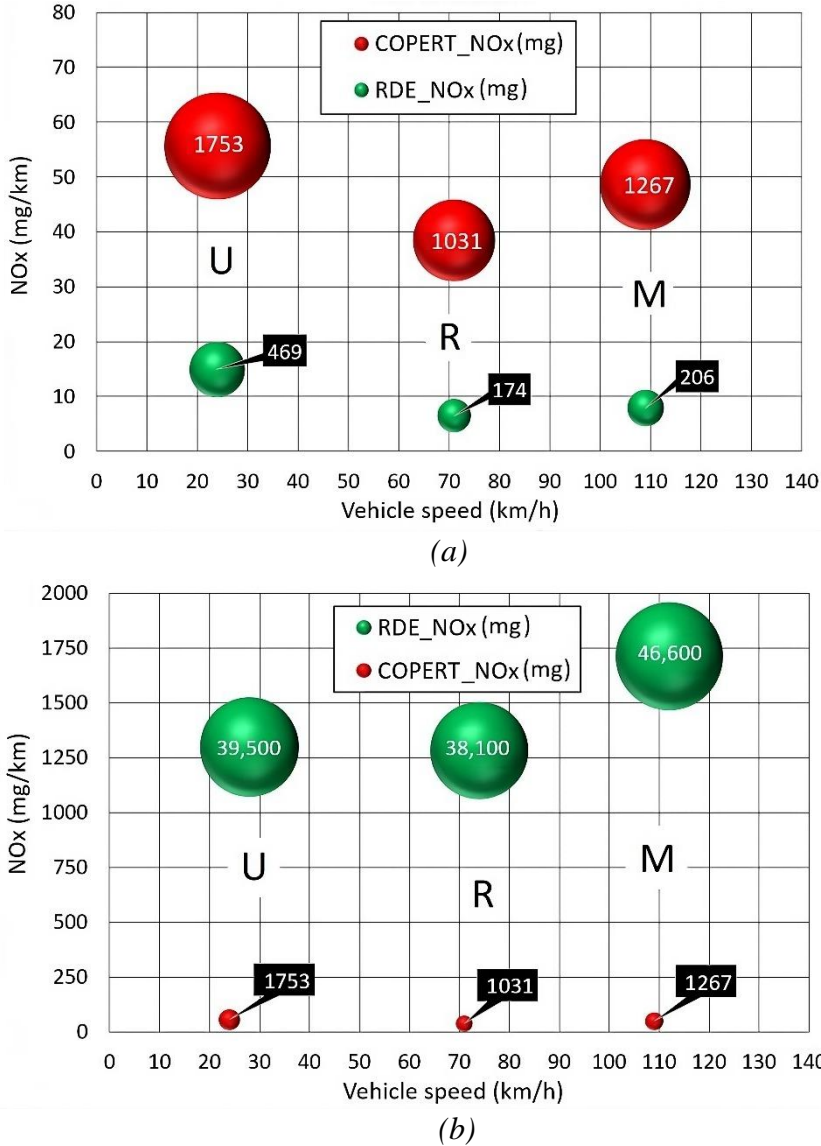 80
COPERT_NOx (mg)
RDE_NOx (mg)
70
60
1753
50
1267
40
1031
U
M
30
R
20
469
174
206
10
0
NOx (mg/km)
0 10 20 30 40 50 60 70 80 90 100 110 120 130 140
Vehicle speed (km/h)
(a)
2000
RDE_NOx (mg)
COPERT_NOx (mg)
1750
46,600
1500
1250
39,500
38,100
1000
750
U
M
R
500
250
1753
1031
1267
0
NOx (mg/km)
0 10 20 30 40 50 60 70 80 90 100 110 120 130 140
Vehicle speed (km/h)
(b)